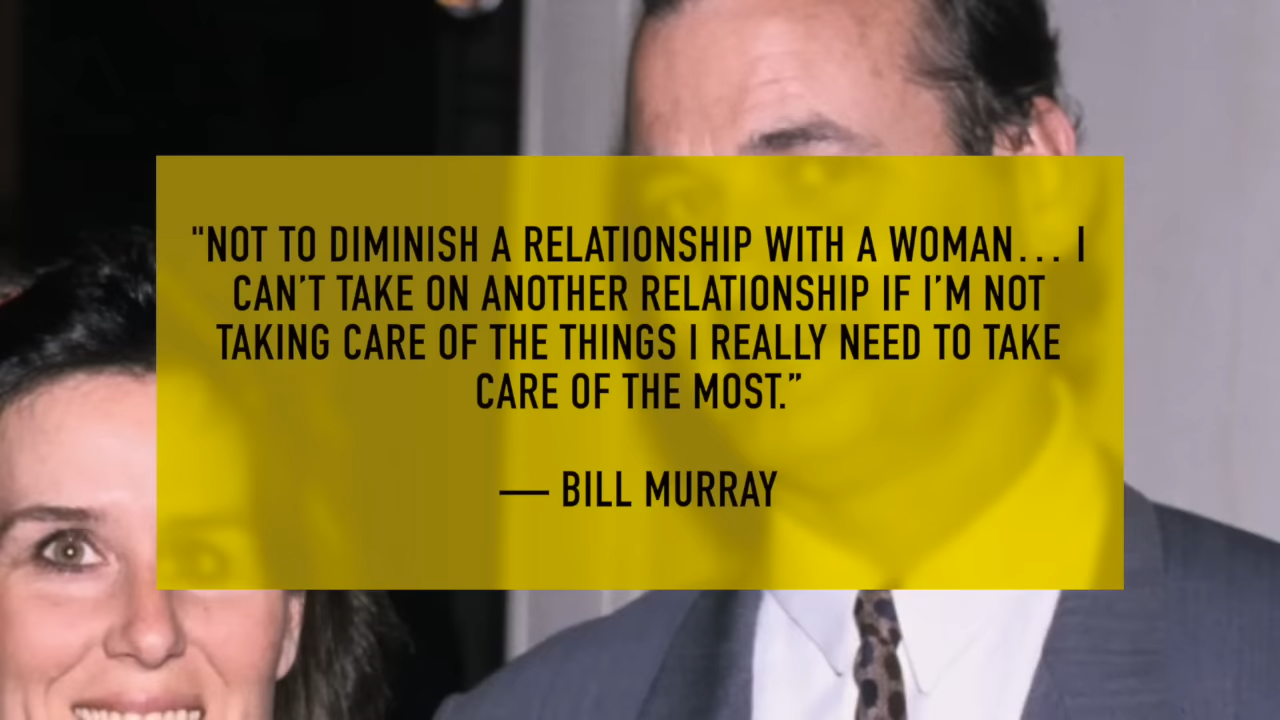 "NOT TO DIMINISH A RELATIONSHIP WITH A WOMAN... I
CAN’T TAKE ON ANOTHER RELATIONSHIP IF I’M NOT
TAKING CARE OF THE THINGS I REALLY NEED TO TAKE
CARE OF THE MOST.”
— BILL MURRAY